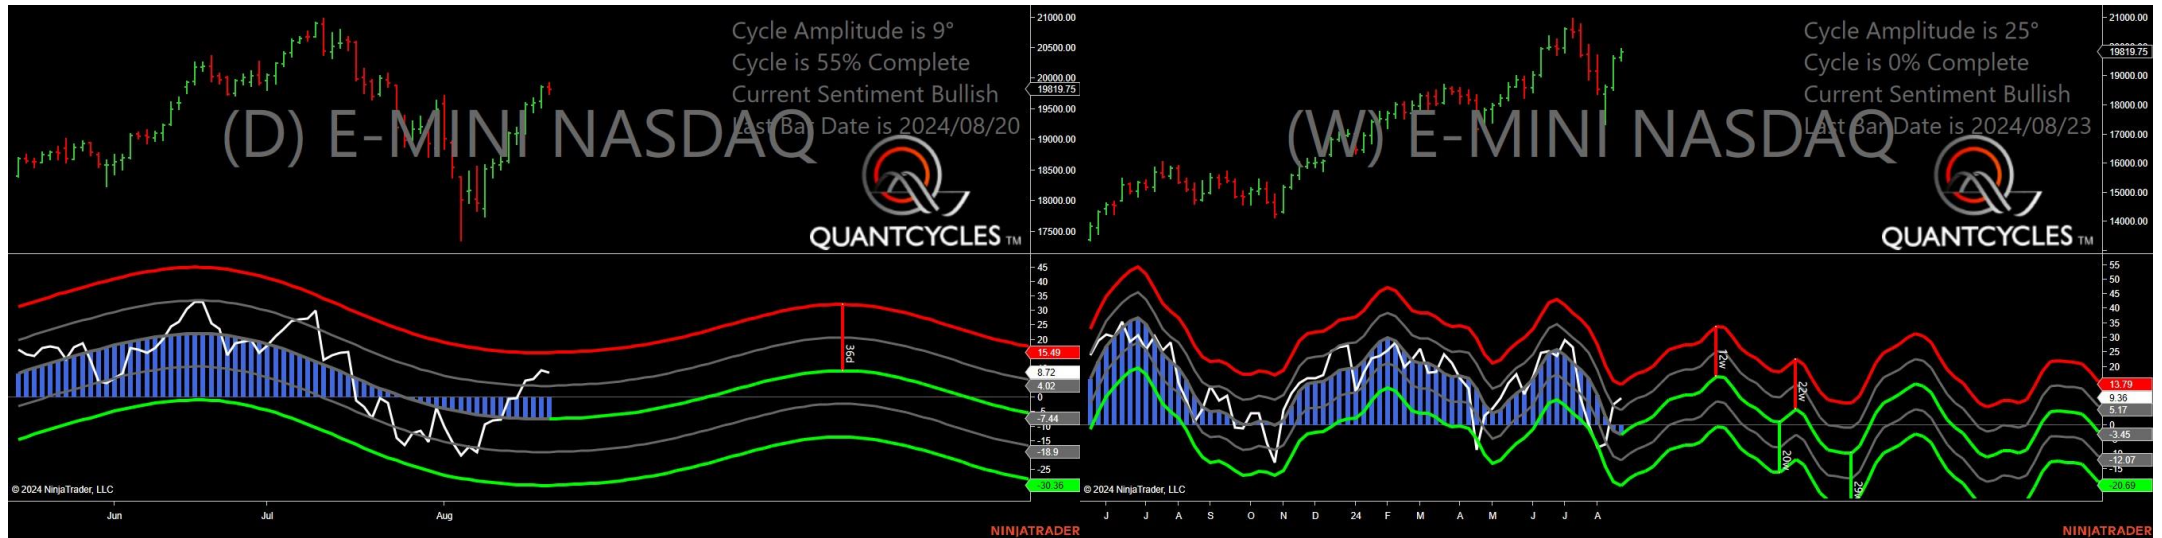 Cycle Amplitude is 9°
Cycle is 55% Complete
Current Sentiment Bullish
Last Bar Date is 2024/08/20
(D) E-MINI NASDAQ
QUANTCYCLES TM
21000.00
20500.00
20000.00
19819.75
19500.00
19000.00
18500.00
18000.00
17500.00
45
40
35
30
25
20
15.49
8.72
4.02
0
-7.44
-10
-15
-18.9
-25
-30.36
36d
© 2024 NinjaTrader, LLC
Jun Jul Aug
NINJATRADER
Cycle Amplitude is 25°
Cycle is 0% Complete
Current Sentiment Bullish
Last Bar Date is 2024/08/23
(W) E-MINI NASDAQ
QUANTCYCLES TM
21000.00
19819.75
19000.00
18000.00
17000.00
16000.00
15000.00
14000.00
55
50
45
40
35
30
25
20
13.79
9.36
5.17
0
-3.45
-12.07
-15
-20.69
12w
22w
20w
© 2024 NinjaTrader, LLC
J J A S O N D 24 F M A M J J A
NINJATRADER